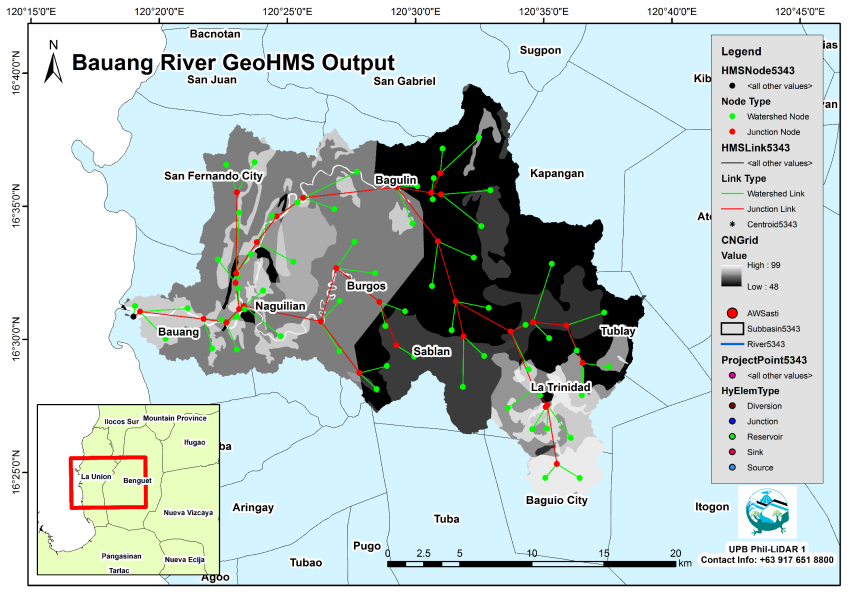 120°15'0"E 120°20'0"E 120°25'0"E 120°30'0"E 120°35'0"E 120°40'0"E 120°45'0"E
16°40'0"N
16°35'0"N
16°30'0"N
16°25'0"N
N
Bauang River GeoHMS Output
Bacnotan
Sugpon
San Juan
San Gabriel
Kib
Kapangan
San Fernando City
Bagulin
Ato
Burgos
Naguilian
Bauang
Sablan
Tublay
La Trinidad
Baguio City
Itogon
Tuba
Aringay
ba
Pugo
Tubao
Agoo
ias
yan
Legend
HMSNode5343
<all other values>
Node Type
Watershed Node
Junction Node
HMSLink5343
<all other values>
Link Type
Watershed Link
Junction Link
Centroid5343
CNGrid
Value
High : 99
Low : 48
AWSasti
Subbasin5343
River5343
ProjectPoint5343
<all other values>
HyElemType
Diversion
Junction
Reservoir
Sink
Source
Ilocos Sur
Mountain Province
Ifugao
La Union
Benguet
Nueva Vizcaya
Pangasinan
Nueva Ecija
Tarlac
0 2.5 5 10 15 20
km
UPB Phil-LiDAR 1
Contact Info: +63 917 651 8800